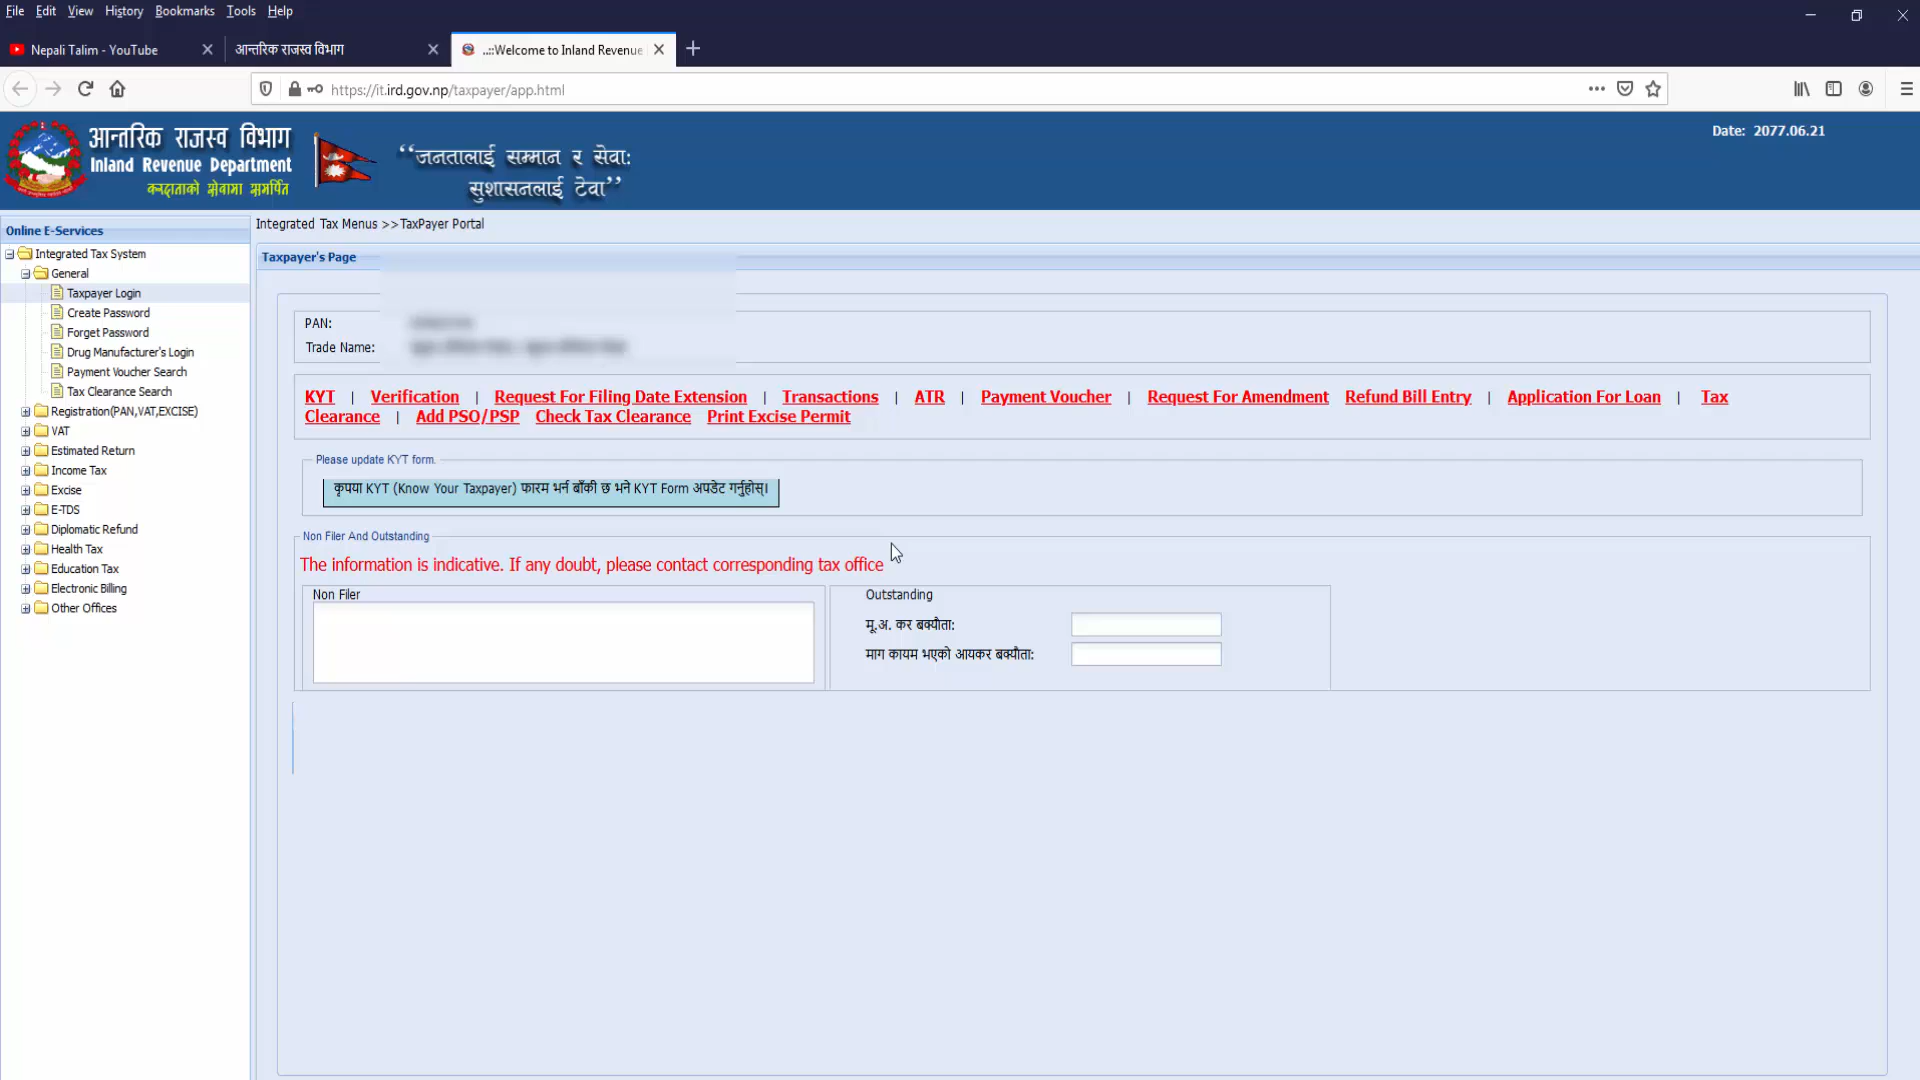 File Edit View History Bookmarks Tools Help
Nepali Talim - YouTube
आन्तरिक राजस्व विभाग
..::Welcome to Inland Revenue
https://it.ird.gov.np/taxpayer/app.html
आन्तरिक राजस्व विभाग
Inland Revenue Department
करदाताको सेवामा समर्पित
“जनतालाई सम्मान र सेवा:
सुशासनलाई टेवा”
Date: 2077.06.21
Online E-Services
Integrated Tax System
General
Taxpayer Login
Create Password
Forget Password
Drug Manufacturer's Login
Payment Voucher Search
Tax Clearance Search
Registration(PAN,VAT,EXCISE)
VAT
Estimated Return
Income Tax
Excise
E-TDS
Diplomatic Refund
Health Tax
Education Tax
Electronic Billing
Other Offices
Integrated Tax Menus >>TaxPayer Portal
Taxpayer's Page
PAN:
Trade Name:
KYT | Verification | Request For Filing Date Extension | Transactions | ATR | Payment Voucher | Request For Amendment Refund Bill Entry | Application For Loan | Tax
Clearance | Add PSO/PSP Check Tax Clearance Print Excise Permit
Please update KYT form.
कृपया KYT (Know Your Taxpayer) फारम भर्न बाँकी छ भने KYT Form अपडेट गर्नुहोस्।
Non Filer And Outstanding
The information is indicative. If any doubt, please contact corresponding tax office
Non Filer
Outstanding
मू.अ. कर बक्यौता:
माग कायम भएको आयकर बक्यौता: